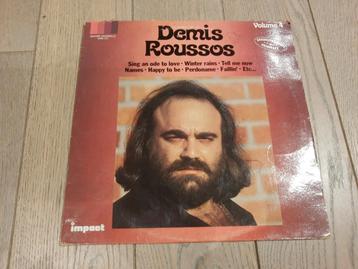 Demis
Roussos
Volume 4
Sing an ode to love • Winter rains • Tell me now
Names • Happy to be • Perdoname • Fallin' • Etc...
impact